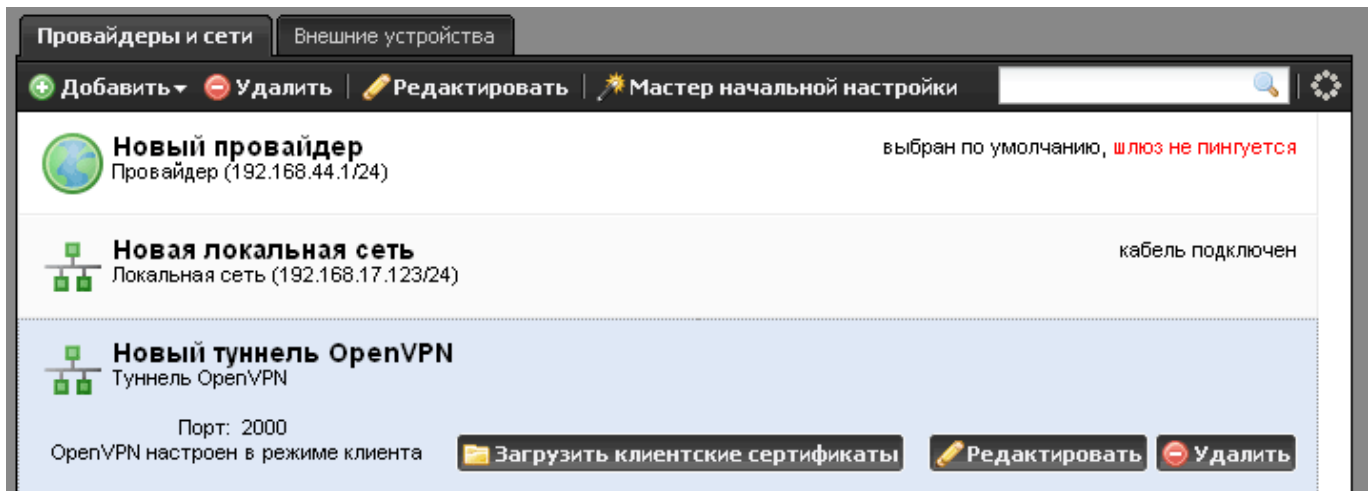 Провайдеры и сети Внешние устройства
Добавить Удалить Редактировать Мастер начальной настройки
Новый провайдер
Провайдер (192.168.44.1/24)
выбран по умолчанию, шлюз не пингуется
Новая локальная сеть
Локальная сеть (192.168.17.123/24)
кабель подключен
Новый туннель OpenVPN
Туннель OpenVPN
Порт: 2000
OpenVPN настроен в режиме клиента
Загрузить клиентские сертификаты Редактировать Удалить